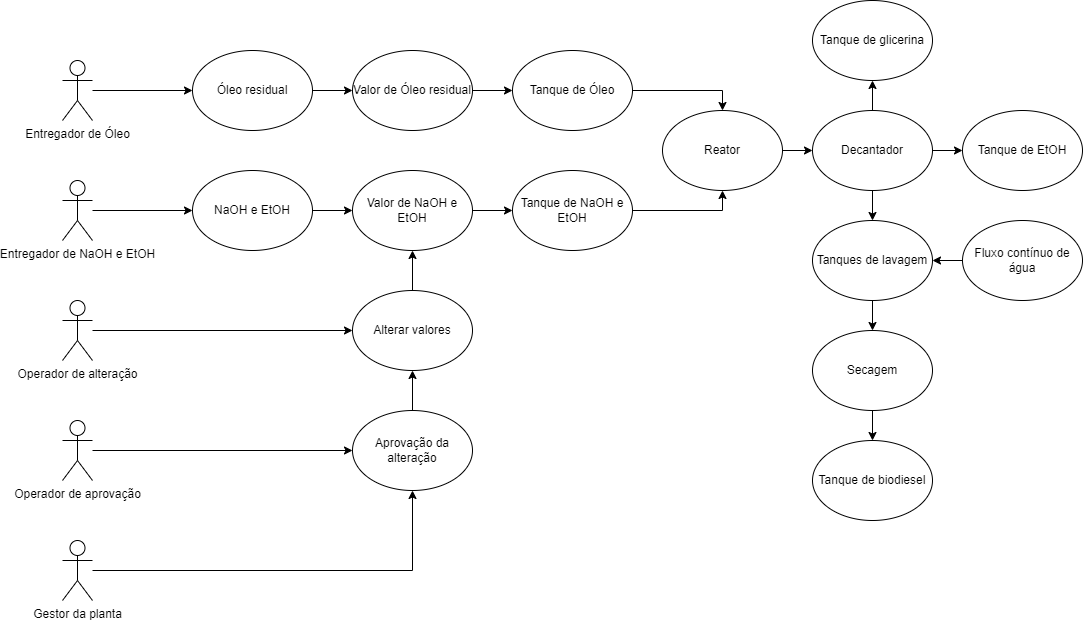 Tanque de glicerina
Óleo residual
Valor de Óleo residual
Tanque de Óleo
Entregador de Óleo
Reator
Decantador
Tanque de EtOH
NaOH e EtOH
Valor de NaOH e
EtOH
Tanque de NaOH e
EtOH
Entregador de NaOH e EtOH
Tanques de lavagem
Fluxo contínuo de
água
Alterar valores
Operador de alteração
Secagem
Aprovação da
alteração
Operador de aprovação
Tanque de biodiesel
Gestor da planta